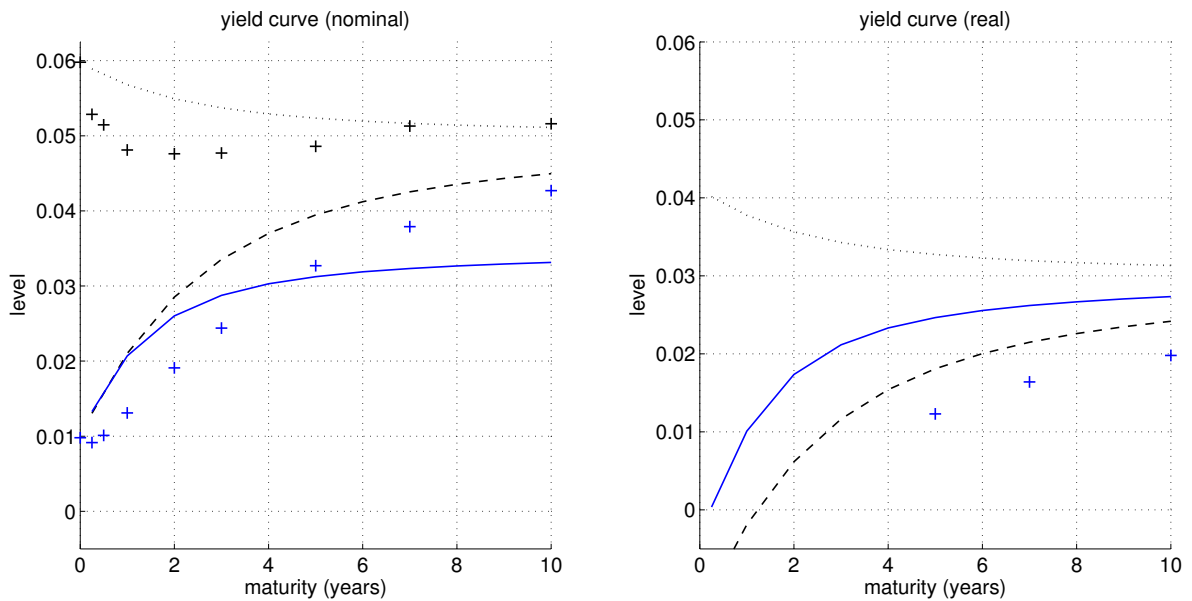 yield curve (nominal)
0.06
0.05
0.04
0.03
0.02
0.01
0
level
0 2 4 6 8 10
maturity (years)
yield curve (real)
0.06
0.05
0.04
0.03
0.02
0.01
0
level
0 2 4 6 8 10
maturity (years)